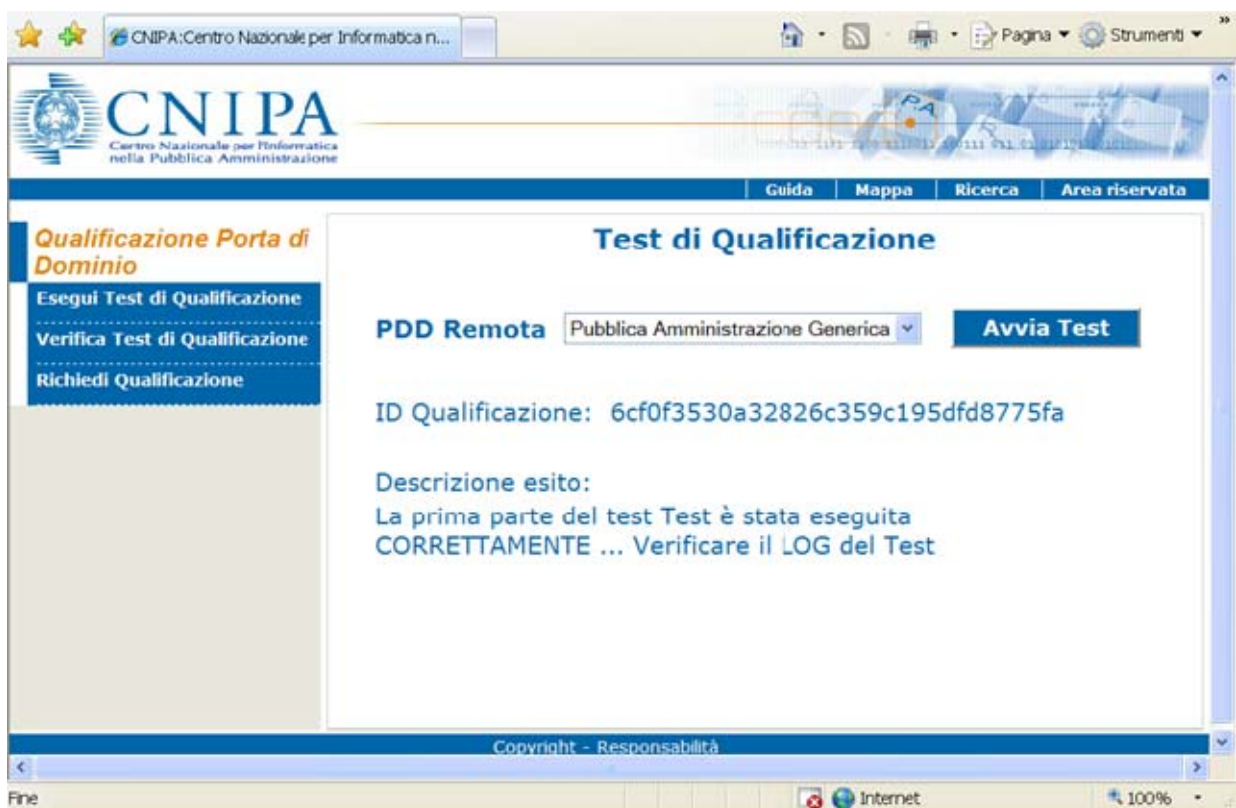 CNIPA:Centro Nazionale per Informatica n...
Pagina
Strumenti
»
CNIPA
Centro Nazionale per l'Informatica
nella Pubblica Amministrazione
PA
Guida | Mappa | Ricerca | Area riservata
Qualificazione Porta di
Dominio
Esegui Test di Qualificazione
Verifica Test di Qualificazione
Richiedi Qualificazione
Test di Qualificazione
PDD Remota Pubblica Amministrazione Generica Avvia Test
ID Qualificazione: 6cf0f3530a32826c359c195dfd8775fa
Descrizione esito:
La prima parte del test Test è stata eseguita
CORRETTAMENTE ... Verificare il LOG del Test
Copyright - Responsabilità
Fine
Internet
100%